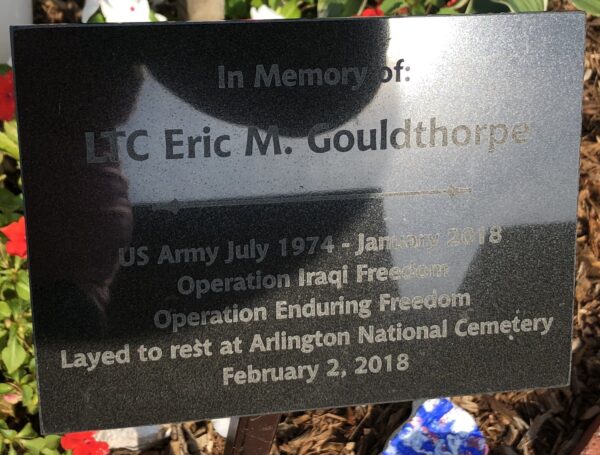 In Memory of:
LTC Eric M. Gouldthorpe
US Army July 1974 - January 2018
Operation Iraqi Freedom
Operation Enduring Freedom
Layed to rest at Arlington National Cemetery
February 2, 2018